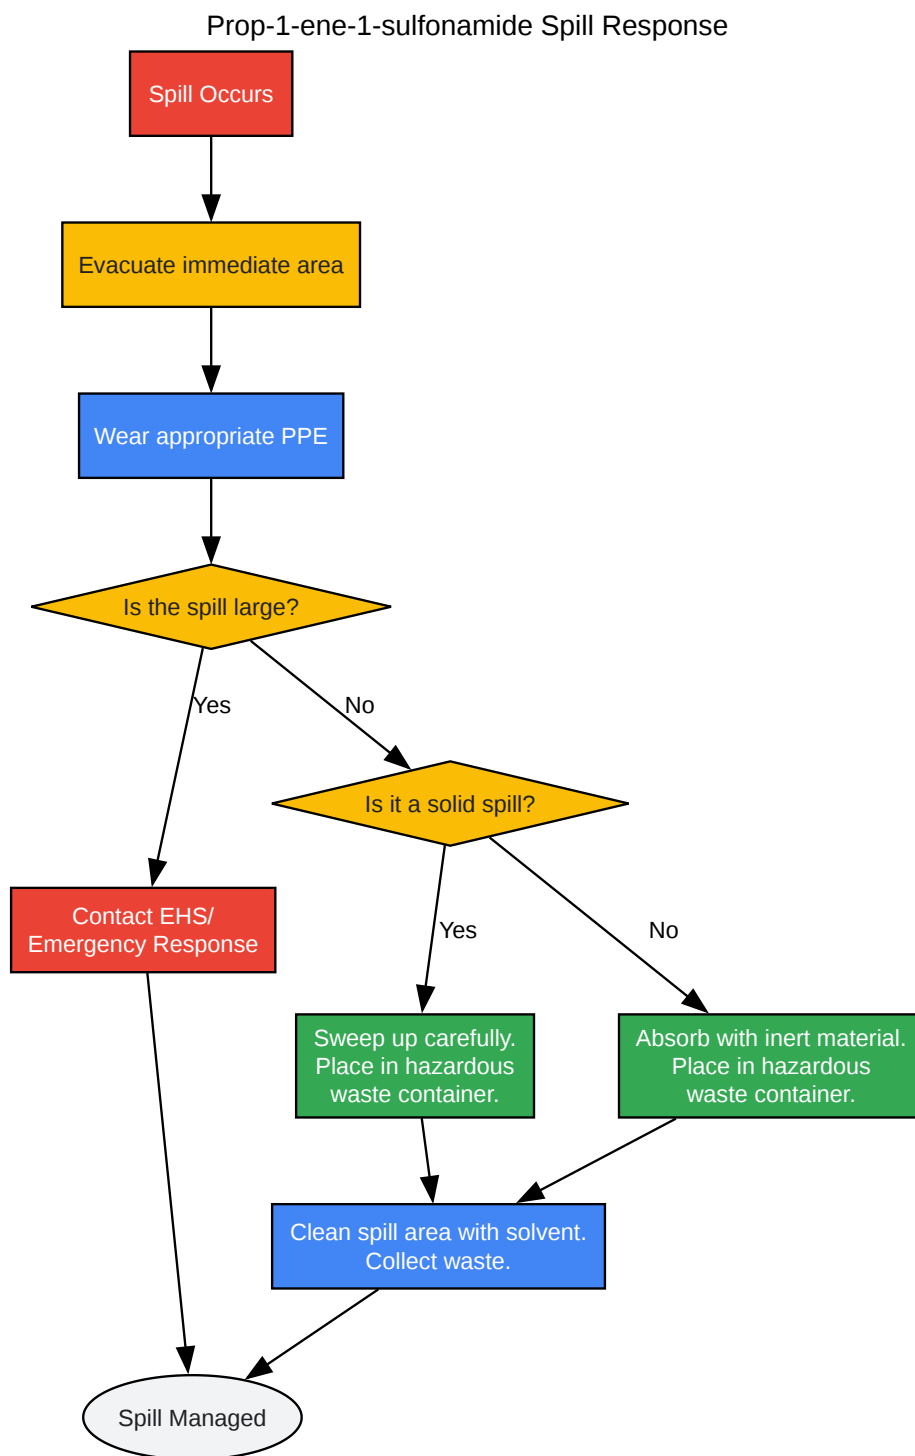 Prop-1-ene-1-sulfonamide Spill Response
Spill Occurs
Evacuate immediate area
Wear appropriate PPE
Is the spill large?
Yes
No
Is it a solid spill?
Contact EHS/
Emergency Response
Yes
No
Sweep up carefully.
Place in hazardous
waste container.
Absorb with inert material.
Place in hazardous
waste container.
Clean spill area with solvent.
Collect waste.
Spill Managed